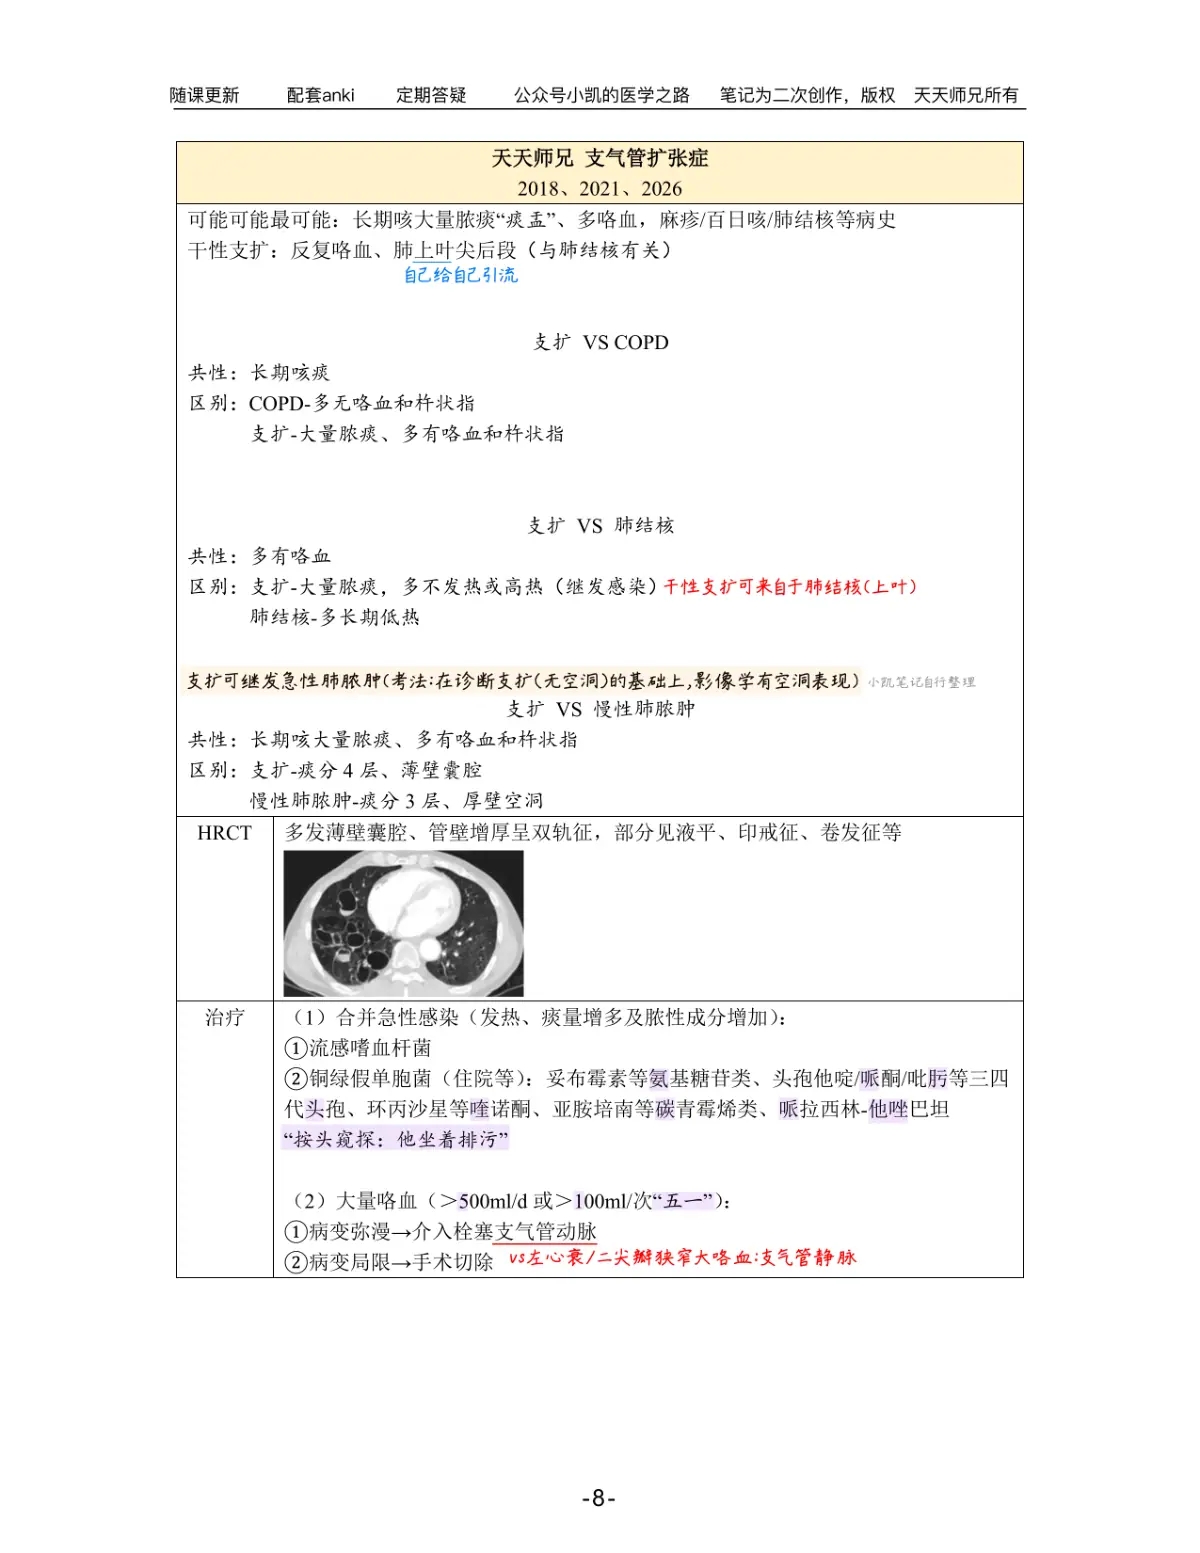 随课更新 配套anki 定期答疑 公众号小凯的医学之路 笔记为二次创作，版权 天天师兄所有
天天师兄 支气管扩张症
2018、2021、2026
可能可能最可能：长期咳大量脓痰“痰盂”、多咯血，麻疹/百日咳/肺结核等病史
干性支扩：反复咯血、肺上叶尖后段（与肺结核有关）
自己给自己引流
支扩 VS COPD
共性：长期咳痰
区别：COPD-多无咯血和杵状指
支扩-大量脓痰、多有咯血和杵状指
支扩 VS 肺结核
共性：多有咯血
区别：支扩-大量脓痰，多不发热或高热（继发感染）干性支扩可来自于肺结核(上叶)
肺结核-多长期低热
支扩可继发急性肺脓肿(考法:在诊断支扩(无空洞)的基础上,影像学有空洞表现) 小凯笔记自行整理
支扩 VS 慢性肺脓肿
共性：长期咳大量脓痰、多有咯血和杵状指
区别：支扩-痰分 4 层、薄壁囊腔
慢性肺脓肿-痰分 3 层、厚壁空洞
HRCT 多发薄壁囊腔、管壁增厚呈双轨征，部分见液平、印戒征、卷发征等
治疗 （1）合并急性感染（发热、痰量增多及脓性成分增加）：
①流感嗜血杆菌
②铜绿假单胞菌（住院等）：妥布霉素等氨基糖苷类、头孢他啶/哌酮/吡肟等三四
代头孢、环丙沙星等喹诺酮、亚胺培南等碳青霉烯类、哌拉西林-他唑巴坦
“按头窥探：他坐着排污”
（2）大量咯血（＞500ml/d 或＞100ml/次“五一”）：
①病变弥漫→介入栓塞支气管动脉
②病变局限→手术切除 vs左心衰/二尖瓣狭窄大咯血:支气管静脉
-8-